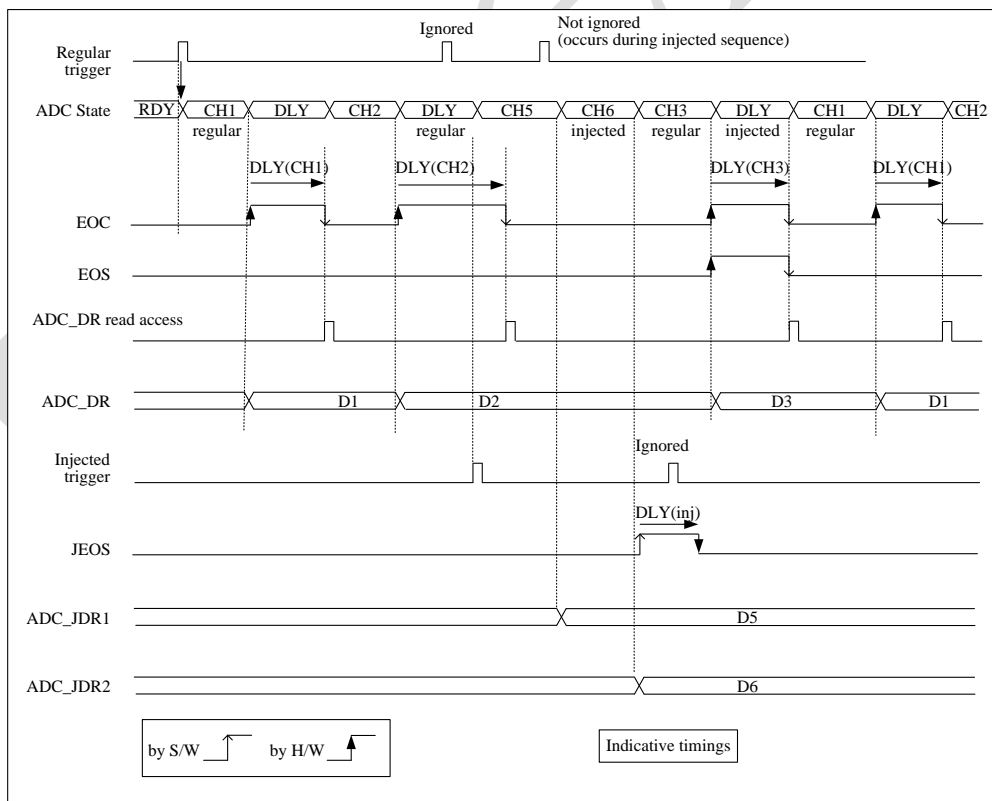 Ignored
Not ignored
(occurs during injected sequence)
Regular
trigger
ADC State
RDY CH1 DLY CH2 DLY CH5 CH6 CH3 DLY CH1 DLY CH2
regular regular injected regular injected regular
DLY(CH1) DLY(CH2) DLY(CH3) DLY(CH1)
EOC
EOS
ADC_DR read access
ADC_DR
D1 D2 D3 D1
Injected
trigger
Ignored
DLY(inj)
JEOS
ADC_JDR1
D5
ADC_JDR2
D6
by S/W by H/W
Indicative timings